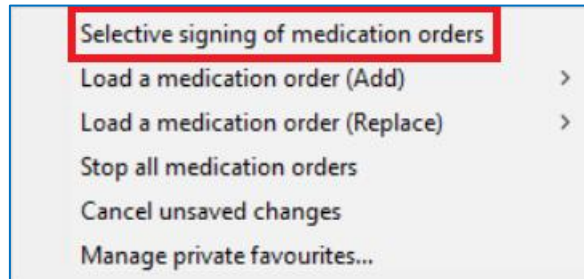 Selective signing of medication orders
Load a medication order (Add) >
Load a medication order (Replace) >
Stop all medication orders
Cancel unsaved changes
Manage private favourites...